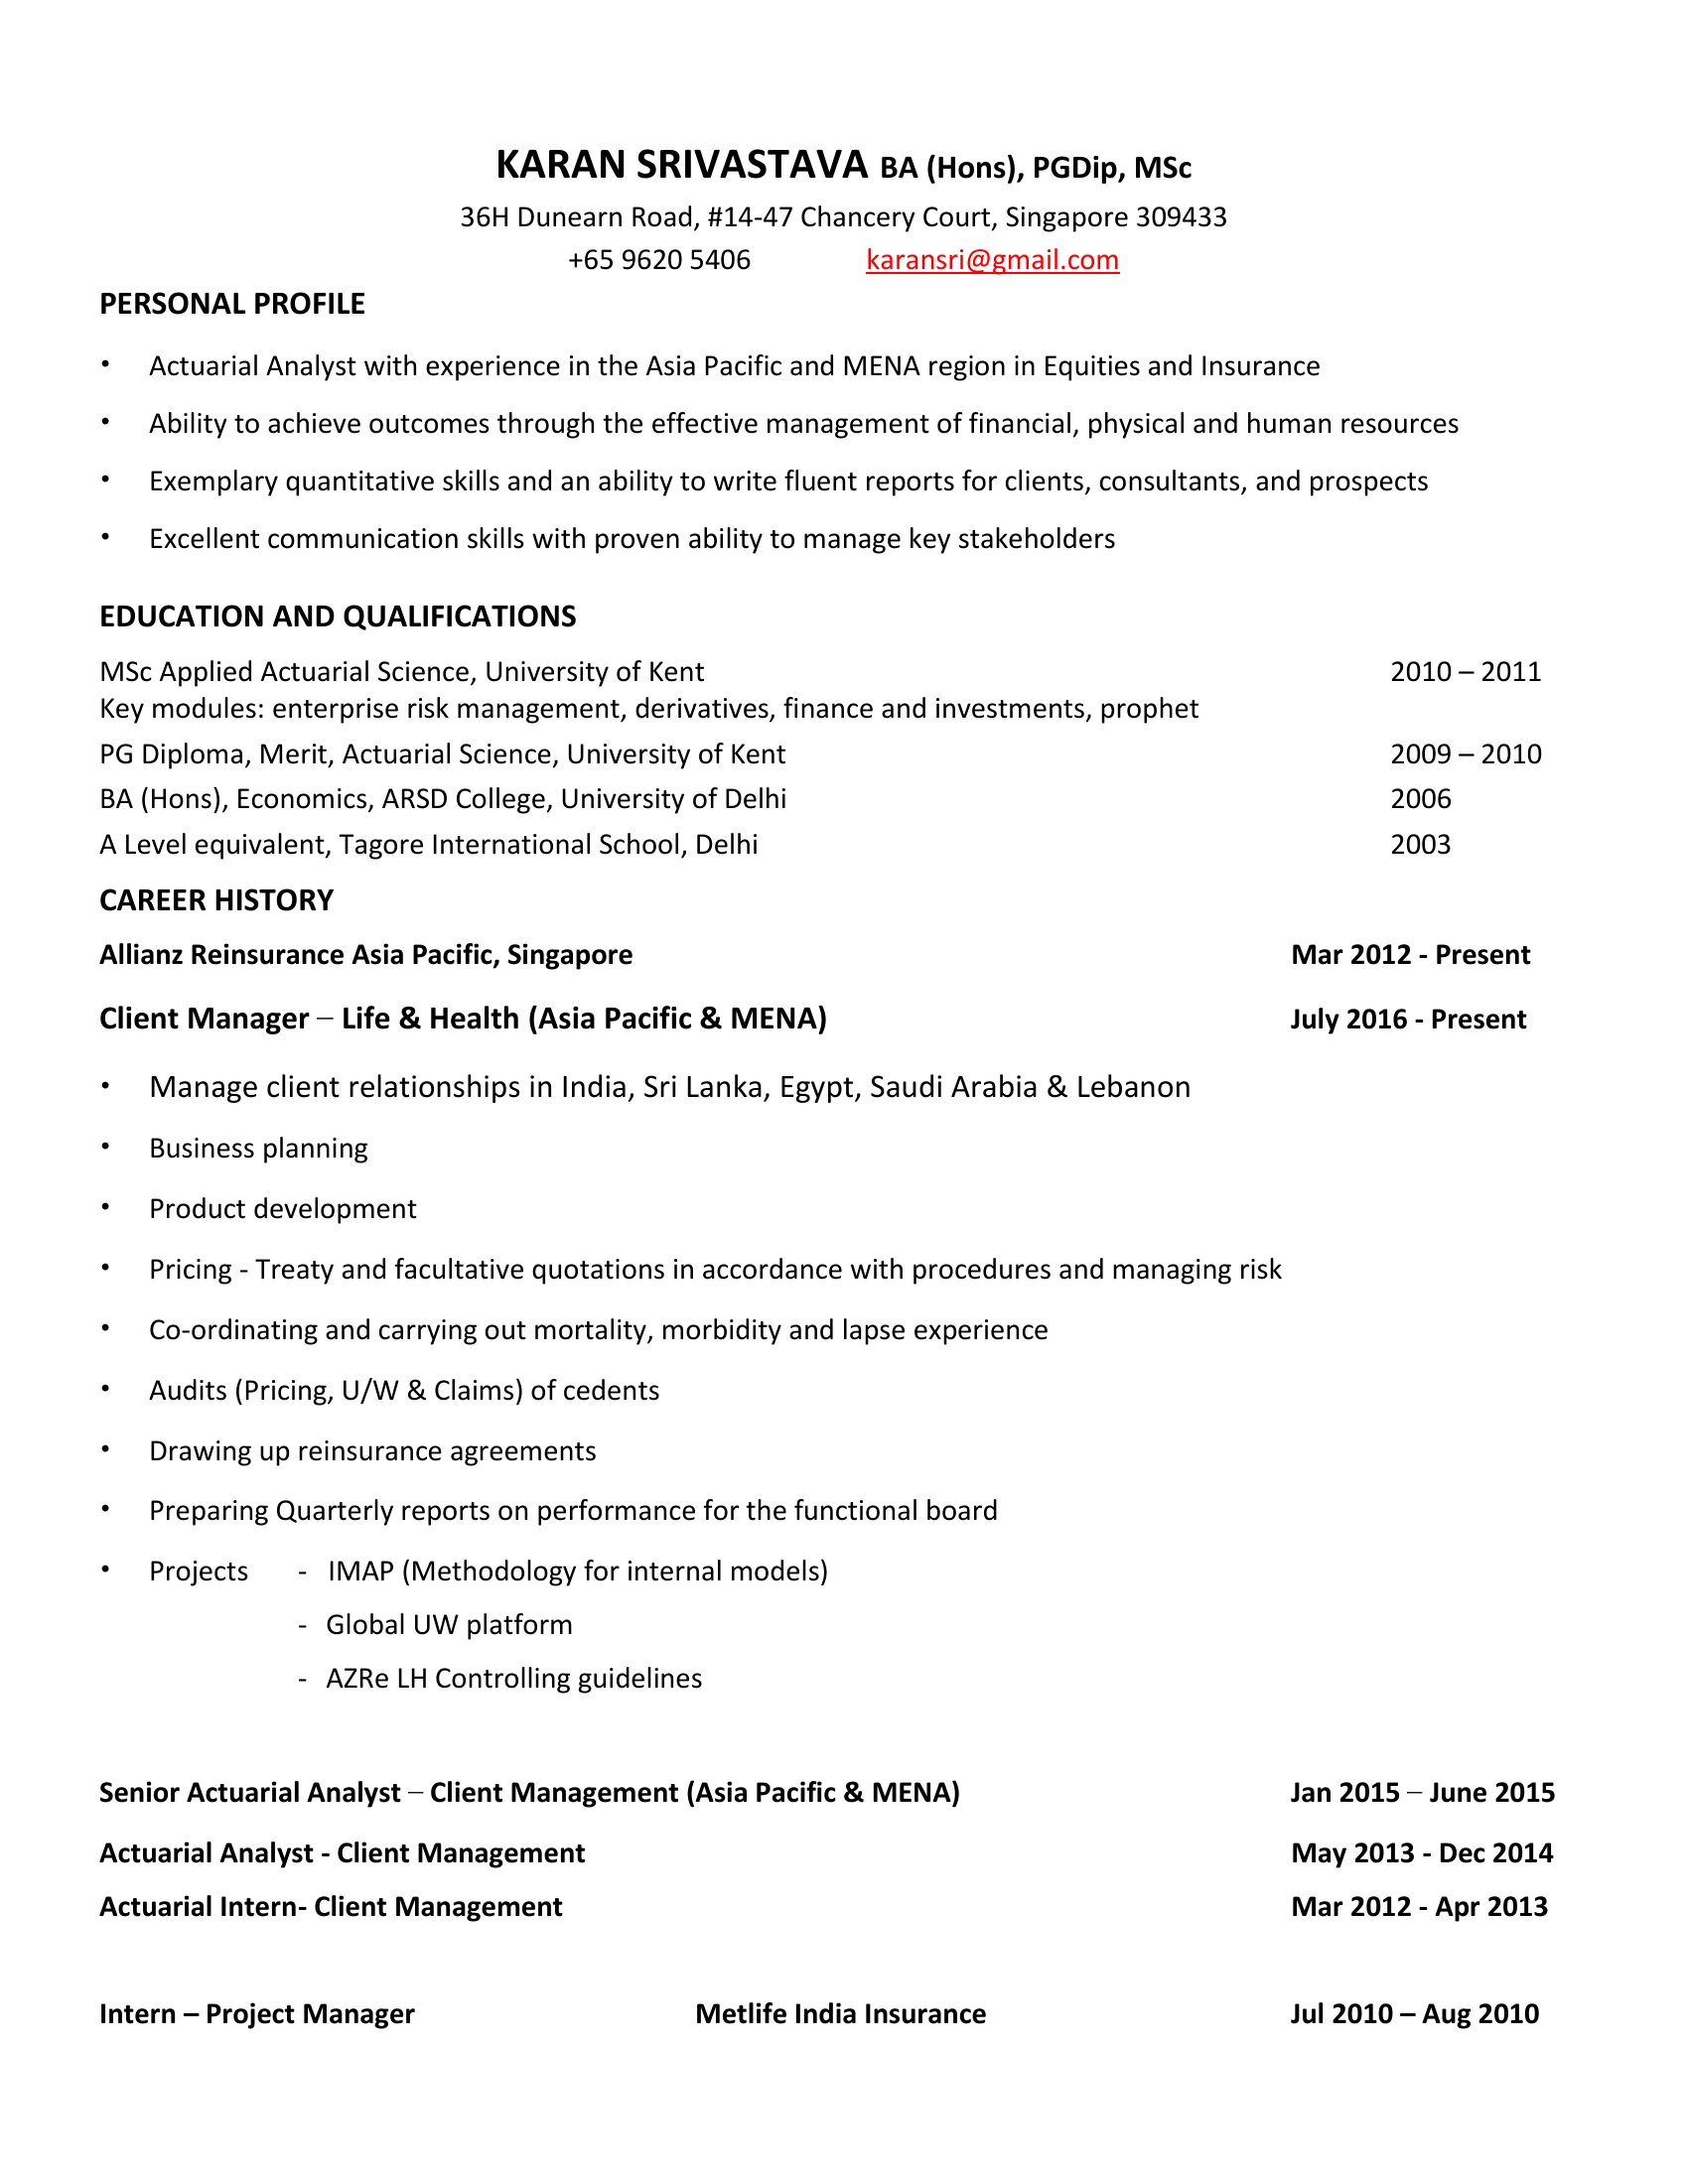 KARAN SRIVASTAVA BA (Hons), PGDip, MSc
36H Dunearn Road, #14-47 Chancery Court, Singapore 309433
+65 9620 5406 karansri@gmail.com
PERSONAL PROFILE
• Actuarial Analyst with experience in the Asia Pacific and MENA region in Equities and Insurance
• Ability to achieve outcomes through the effective management of financial, physical and human resources
• Exemplary quantitative skills and an ability to write fluent reports for clients, consultants, and prospects
• Excellent communication skills with proven ability to manage key stakeholders
EDUCATION AND QUALIFICATIONS
MSc Applied Actuarial Science, University of Kent 2010 – 2011
Key modules: enterprise risk management, derivatives, finance and investments, prophet
PG Diploma, Merit, Actuarial Science, University of Kent 2009 – 2010
BA (Hons), Economics, ARSD College, University of Delhi 2006
A Level equivalent, Tagore International School, Delhi 2003
CAREER HISTORY
Allianz Reinsurance Asia Pacific, Singapore Mar 2012 - Present
Client Manager – Life & Health (Asia Pacific & MENA) July 2016 - Present
• Manage client relationships in India, Sri Lanka, Egypt, Saudi Arabia & Lebanon
• Business planning
• Product development
• Pricing - Treaty and facultative quotations in accordance with procedures and managing risk
• Co-ordinating and carrying out mortality, morbidity and lapse experience
• Audits (Pricing, U/W & Claims) of cedents
• Drawing up reinsurance agreements
• Preparing Quarterly reports on performance for the functional board
• Projects - IMAP (Methodology for internal models)
- Global UW platform
- AZRe LH Controlling guidelines
Senior Actuarial Analyst – Client Management (Asia Pacific & MENA) Jan 2015 – June 2015
Actuarial Analyst - Client Management May 2013 - Dec 2014
Actuarial Intern- Client Management Mar 2012 - Apr 2013
Intern – Project Manager Metlife India Insurance Jul 2010 – Aug 2010